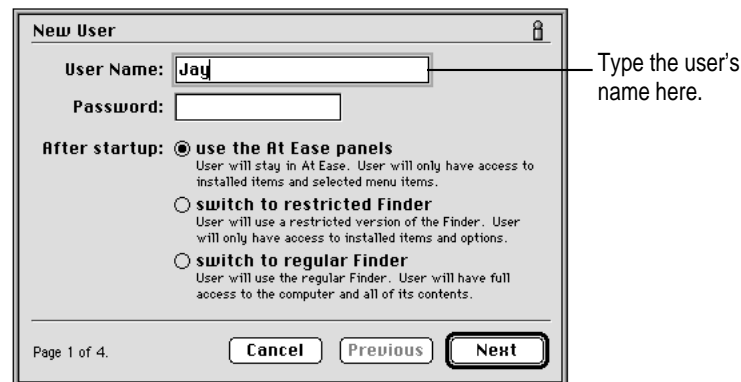 New User
User Name: Jay
Password:
After startup: use the At Ease panels
User will stay in At Ease. User will only have access to
installed items and selected menu items.
switch to restricted Finder
User will use a restricted version of the Finder. User
will only have access to installed items and options.
switch to regular Finder
User will use the regular Finder. User will have full
access to the computer and all of its contents.
Page 1 of 4.
Cancel
Previous
Next
Type the user's
name here.